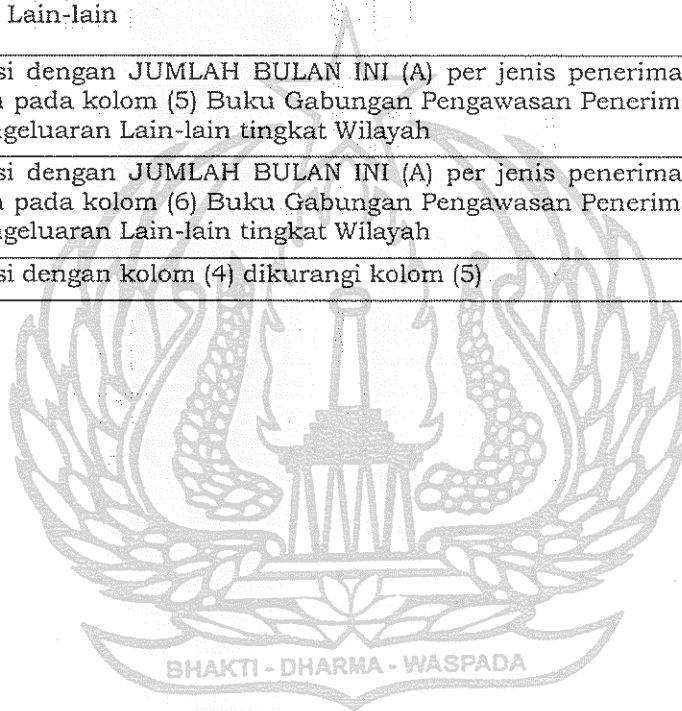 Lain-lain
si dengan JUMLAH BULAN INI (A) per jenis penerima
pada kolom (5) Buku Gabungan Pengawasan Penerim
geluaran Lain-lain tingkat Wilayah
si dengan JUMLAH BULAN INI (A) per jenis penerima
pada kolom (6) Buku Gabungan Pengawasan Penerim
geluaran Lain-lain tingkat Wilayah
si dengan kolom (4) dikurangi kolom (5)
BHAKTI - DHARMA - WASPADA